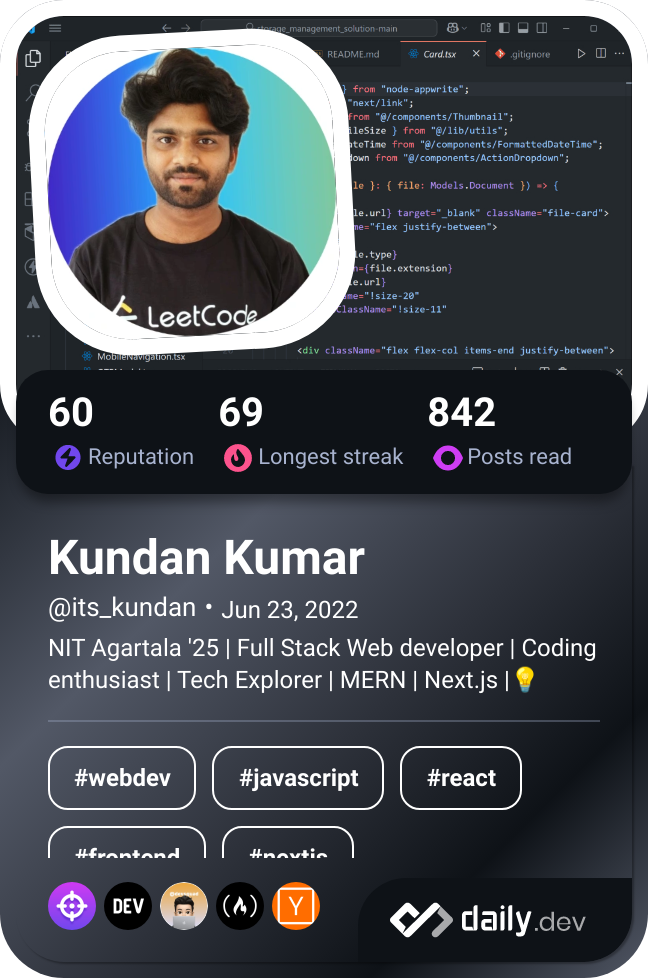 storage_management_solution-main
README.md
Card.tsx
.gitignore
} from "node-appwrite";
"next/link";
from "@/components/Thumbnail";
ileSize } from "@/lib/utils";
ateTime from "@/components/FormattedDateTime";
down from "@/components/ActionDropdown";
le }: { file: Models.Document }) => {
le.url} target="_blank" className="file-card">
me="flex justify-between">
le.type}
n={file.extension}
le.url}
ame="!size-20"
ClassName="!size-11"
<div className="flex flex-col items-end justify-between">
LeetCode
MobileNavigation.tsx
60
69
842
Reputation
Longest streak
Posts read
Kundan Kumar
@its_kundan • Jun 23, 2022
NIT Agartala '25 | Full Stack Web developer | Coding
enthusiast | Tech Explorer | MERN | Next.js |💡
#webdev
#javascript
#react
#frontend
#nextjs
DEV
Y
daily.dev